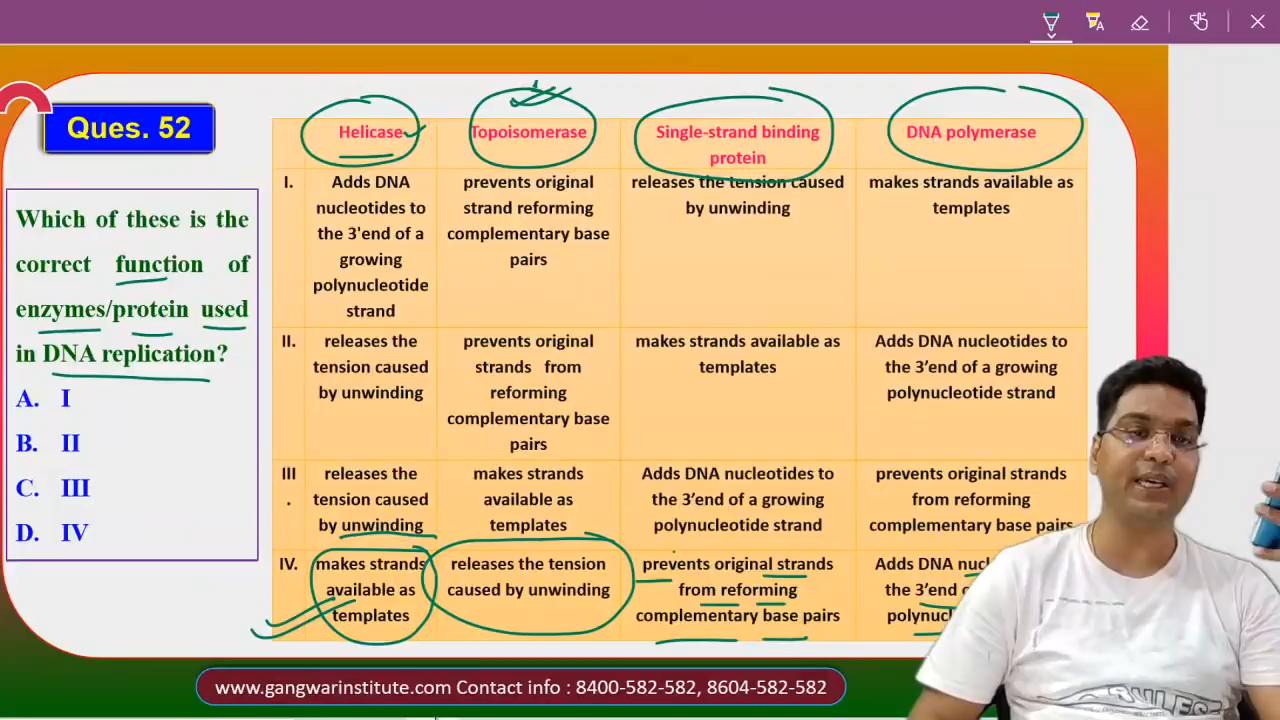 Ques. 52
Which of these is the
correct function of
enzymes/protein used
in DNA replication?
A. I
B. II
C. III
D. IV
Helicase
Topoisomerase
Single-strand binding
protein
DNA polymerase
I.
Adds DNA
nucleotides to
the 3'end of a
growing
polynucleotide
strand
prevents original
strand reforming
complementary base
pairs
releases the tension caused
by unwinding
makes strands available as
templates
II.
releases the
tension caused
by unwinding
prevents original
strands from
reforming
complementary base
pairs
makes strands available as
templates
Adds DNA nucleotides to
the 3’end of a growing
polynucleotide strand
III
.
releases the
tension caused
by unwinding
makes strands
available as
templates
Adds DNA nucleotides to
the 3’end of a growing
polynucleotide strand
prevents original strands
from reforming
complementary base pairs
IV.
makes strands
available as
templates
releases the tension
caused by unwinding
prevents original strands
from reforming
complementary base pairs
Adds DNA
the 3’end
www.gangwarinstitute.com Contact info : 8400-582-582, 8604-582-582